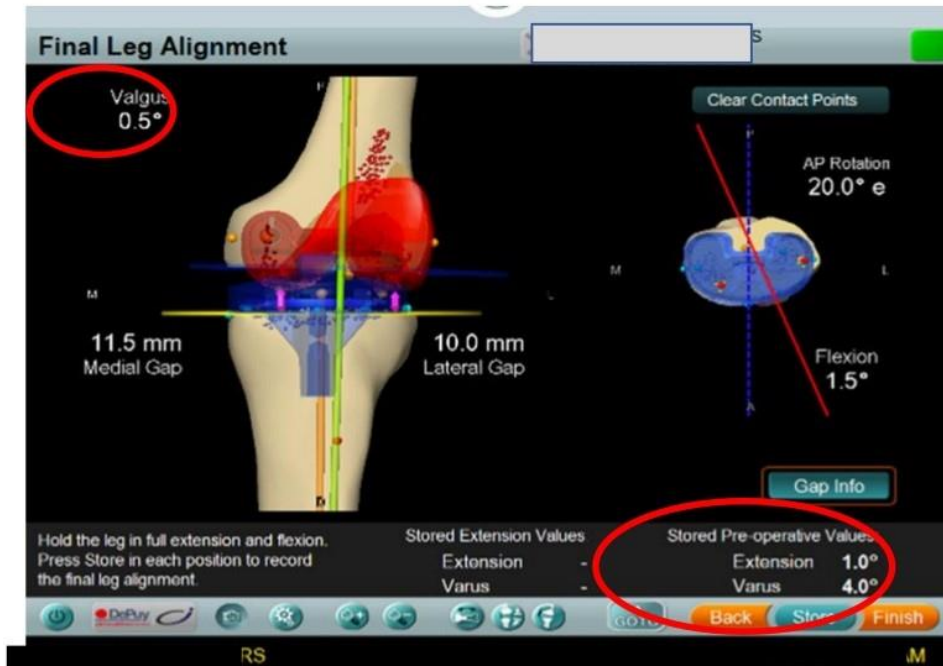 Final Leg Alignment
S
Valgus
0.5°
Clear Contact Points
P
AP Rotation
20.0° e
M
L
M
L
11.5 mm
Medial Gap
10.0 mm
Lateral Gap
Flexion
1.5°
A
Gap Info
Hold the leg in full extension and flexion.
Press Store in each position to record
the final leg alignment.
Stored Extension Values
Extension -
Varus -
Stored Pre-operative Values
Extension 1.0°
Varus 4.0°
DePuy
GOTO
Back
Store
Finish
RS
M